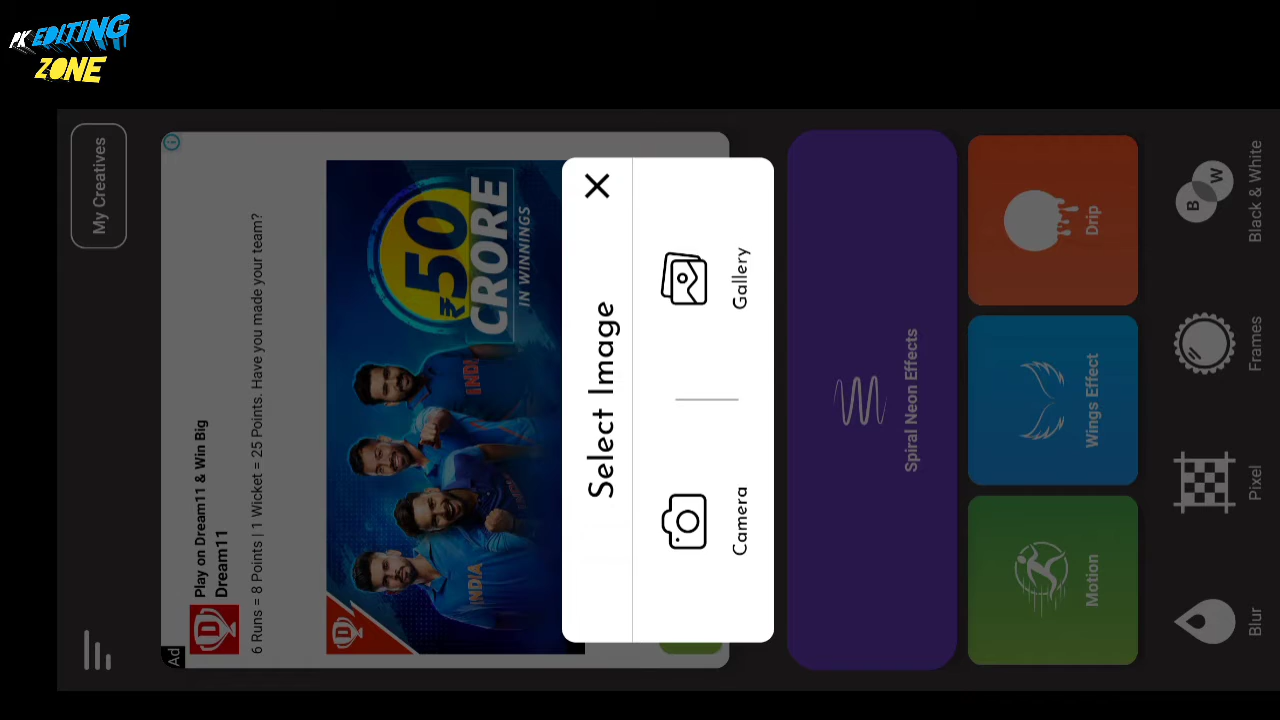 PK EDITING
ZONE
My Creatives
Ad
Play on Dream11 & Win Big
Dream11
6 Runs = 8 Points | 1 Wicket = 25 Points. Have you made your team?
₹50
CRORE
IN WINNINGS
INDIA
INDI
D
D
Select Image
Camera
Gallery
Spiral Neon Effects
Motion
Wings Effect
Drip
Blur
Pixel
Frames
B W
Black & White